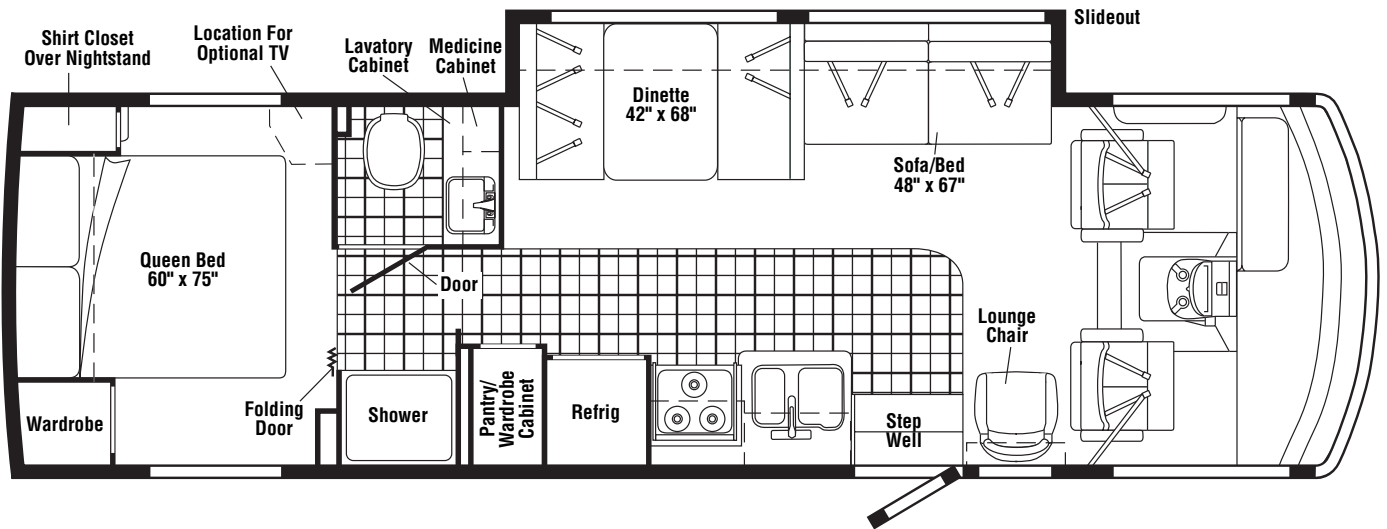 Shirt Closet
Over Nightstand
Location For
Optional TV
Lavatory
Cabinet
Medicine
Cabinet
Slideout
Dinette
42" x 68"
Sofa/Bed
48" x 67"
Queen Bed
60" x 75"
Door
Lounge
Chair
Wardrobe
Folding
Door
Shower
Pantry/
Wardrobe
Cabinet
Refrig
Step
Well